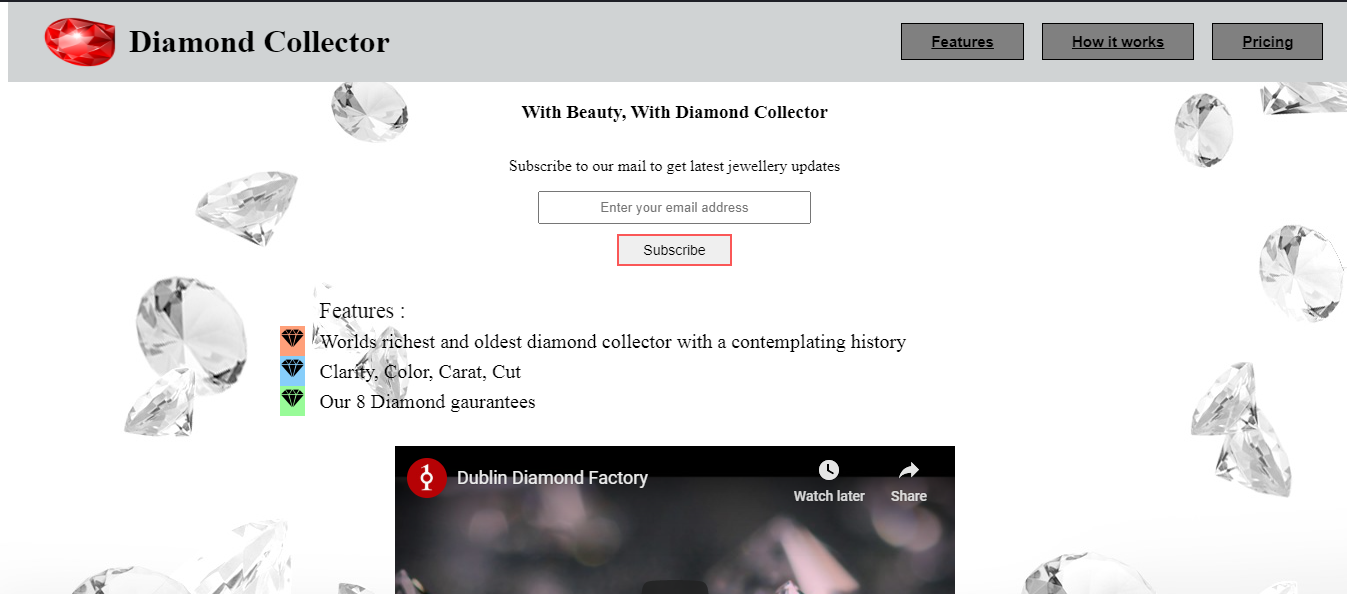 Diamond Collector
Features
How it works
Pricing
With Beauty, With Diamond Collector
Subscribe to our mail to get latest jewellery updates
Enter your email address
Subscribe
Features :
Worlds richest and oldest diamond collector with a contemplating history
Clarity, Color, Carat, Cut
Our 8 Diamond gaurantees
Dublin Diamond Factory
Watch later
Share